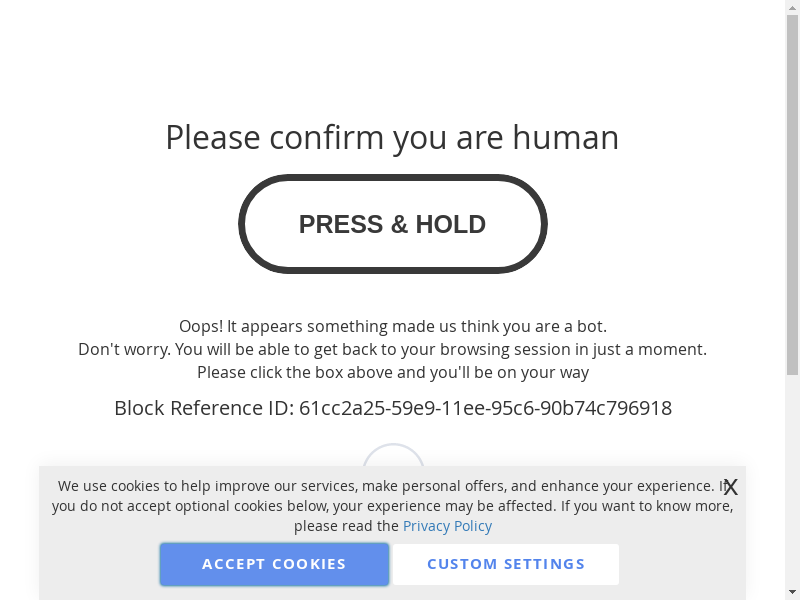 Please confirm you are human
PRESS & HOLD
Oops! It appears something made us think you are a bot.
Don't worry. You will be able to get back to your browsing session in just a moment.
Please click the box above and you'll be on your way
Block Reference ID: 61cc2a25-59e9-11ee-95c6-90b74c796918
We use cookies to help improve our services, make personal offers, and enhance your experience. If
X
you do not accept optional cookies below, your experience may be affected. If you want to know more,
please read the Privacy Policy
ACCEPT COOKIES
CUSTOM SETTINGS